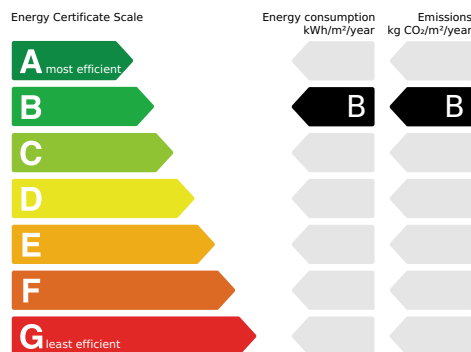 Energy Certificate Scale
Energy consumption
kWh/m²/year
Emissions
kg CO₂/m²/year
A most efficient
B
B
B
C
D
E
F
G least efficient